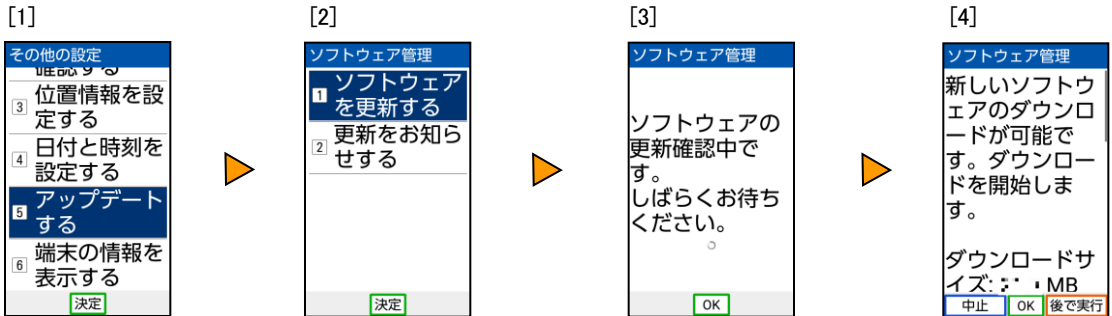 [1]
その他の設定
確認する
3 位置情報を設
定する
4 日付と時刻を
設定する
5 アップデート
する
6 端末の情報を
表示する
決定
[2]
ソフトウェア管理
1 ソフトウェア
を更新する
2 更新をお知ら
せする
決定
[3]
ソフトウェア管理
ソフトウェアの
更新確認中で
す。
しばらくお待ち
ください。
OK
[4]
ソフトウェア管理
新しいソフトウ
ェアのダウンロ
ードが可能で
す。ダウンロー
ドを開始しま
す。
ダウンロードサ
イズ: MB
中止 OK 後で実行